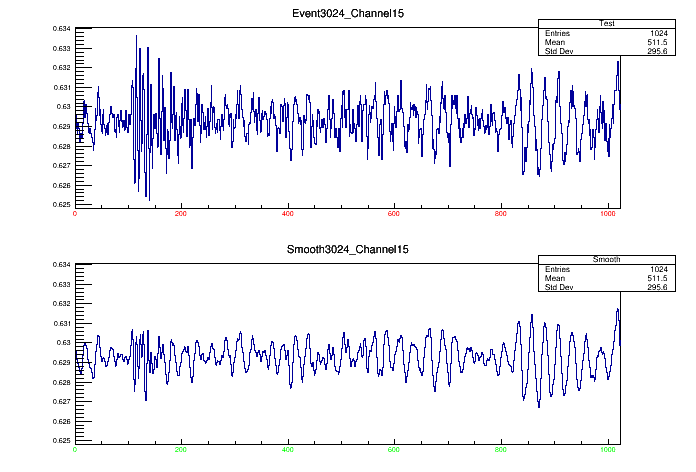 Event3024_Channel15
Test
Entries 1024
Mean 511.5
Std Dev 295.6
0.634
0.633
0.632
0.631
0.63
0.629
0.628
0.627
0.626
0.625
0 200 400 600 800 1000
Smooth3024_Channel15
Smooth
Entries 1024
Mean 511.5
Std Dev 295.6
0.634
0.633
0.632
0.631
0.63
0.629
0.628
0.627
0.626
0.625
0 200 400 600 800 1000